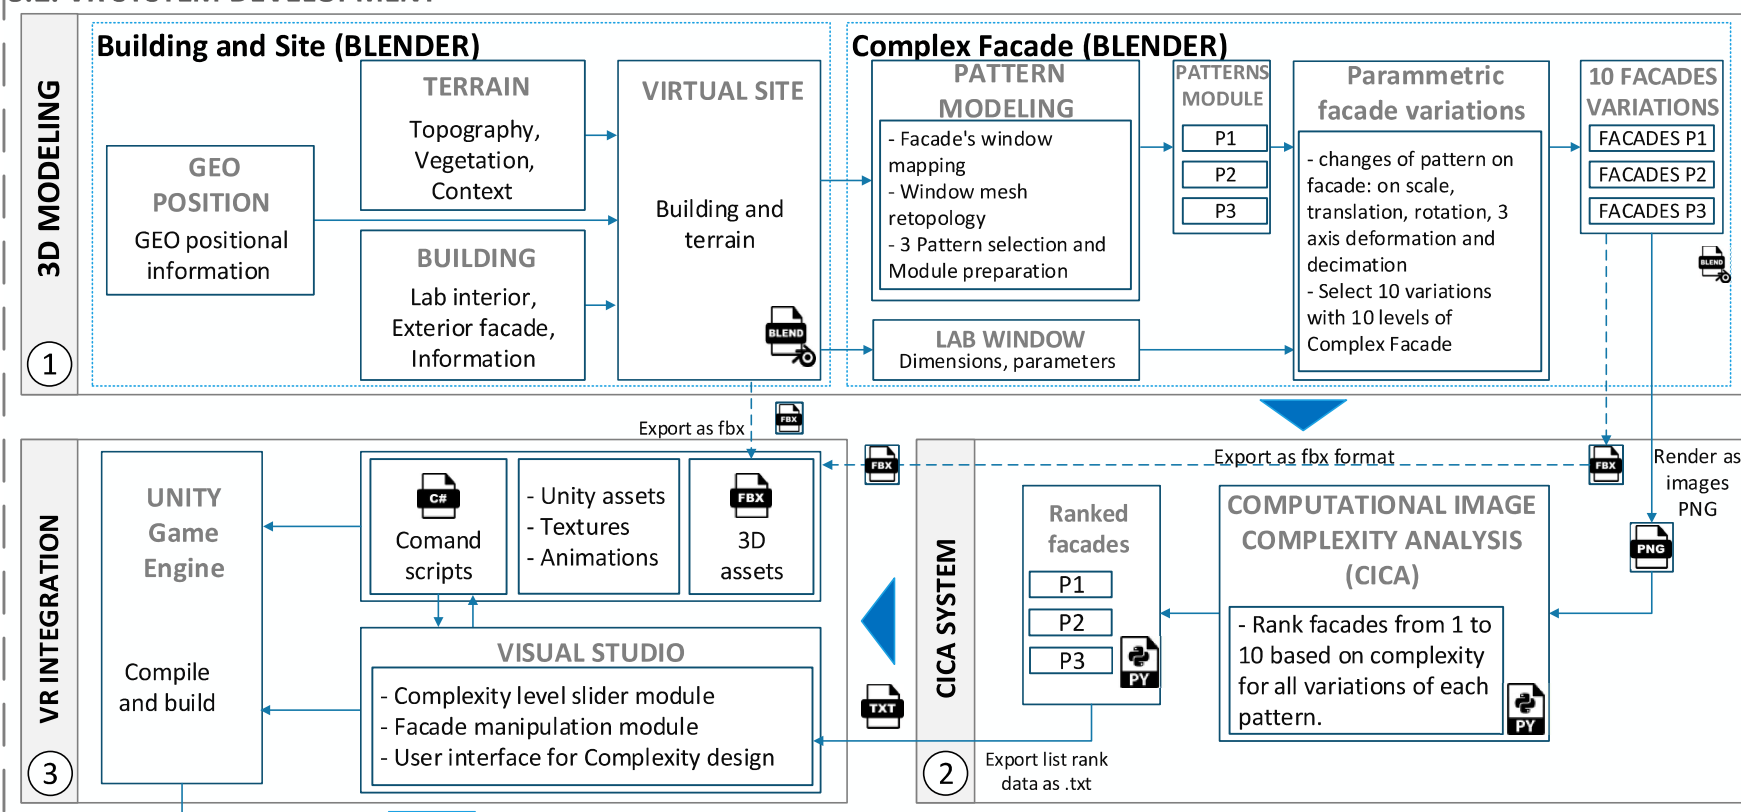 3D MODELING
1
Building and Site (BLENDER)
GEO
POSITION
GEO positional
information
TERRAIN
Topography,
Vegetation,
Context
BUILDING
Lab interior,
Exterior facade,
Information
VIRTUAL SITE
Building and
terrain
BLEND
Complex Facade (BLENDER)
PATTERN
MODELING
- Facade's window
mapping
- Window mesh
retopology
- 3 Pattern selection and
Module preparation
LAB WINDOW
Dimensions, parameters
PATTERNS
MODULE
P1
P2
P3
Parammetric
facade variations
- changes of pattern on
facade: on scale,
translation, rotation, 3
axis deformation and
decimation
- Select 10 variations
with 10 levels of
Complex Facade
10 FACADES
VARIATIONS
FACADES P1
FACADES P2
FACADES P3
BLEND
Export as fbx
FBX
VR INTEGRATION
3
UNITY
Game
Engine
Compile
and build
C#
Comand
scripts
- Unity assets
- Textures
- Animations
FBX
3D
assets
VISUAL STUDIO
- Complexity level slider module
- Facade manipulation module
- User interface for Complexity design
FBX
TXT
CICA SYSTEM
2
Export as fbx format
FBX
Render as
images
PNG
PNG
Ranked
facades
P1
P2
P3
PY
COMPUTATIONAL IMAGE
COMPLEXITY ANALYSIS
(CICA)
- Rank facades from 1 to
10 based on complexity
for all variations of each
pattern.
PY
Export list rank
data as .txt